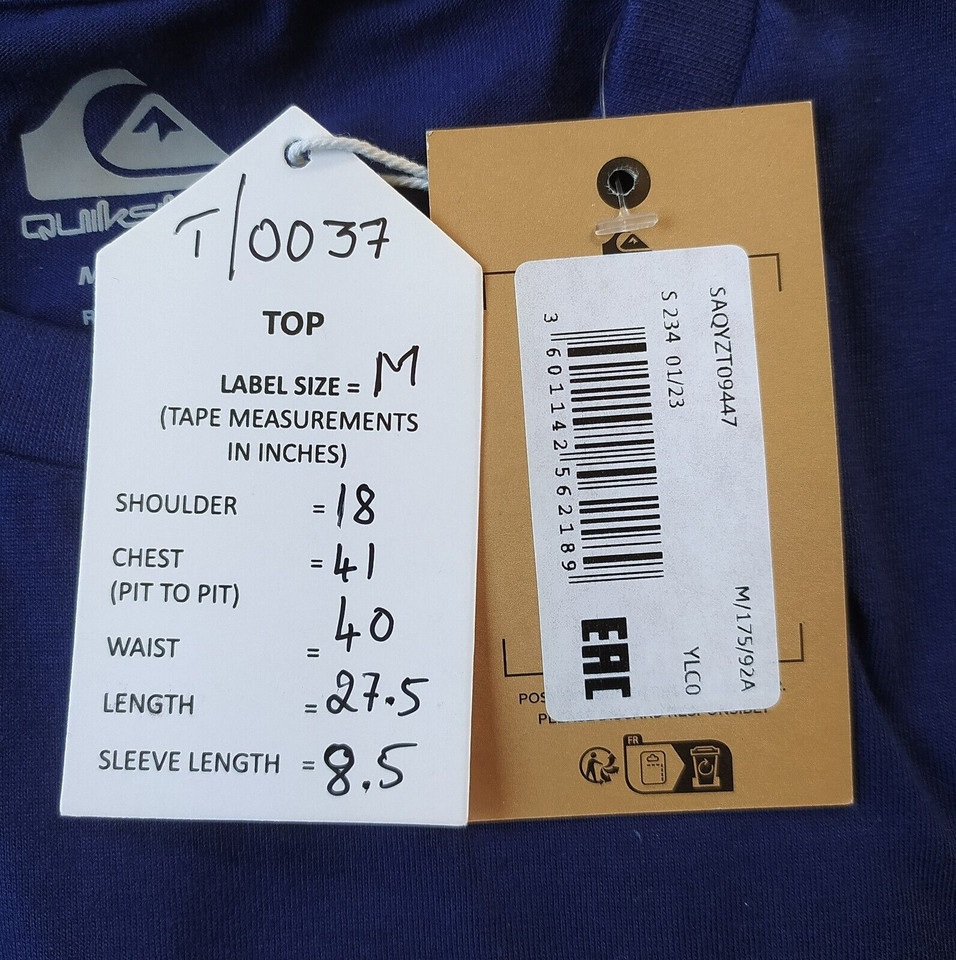 T/0037
TOP
LABEL SIZE = M
(TAPE MEASUREMENTS
IN INCHES)
SHOULDER = 18
CHEST = 41
(PIT TO PIT)
WAIST = 40
LENGTH = 27.5
SLEEVE LENGTH = 8.5
SAQYZT09447
S 234 01/23
3 601142 562189
M/175/92A
YLC0
EAC
FR